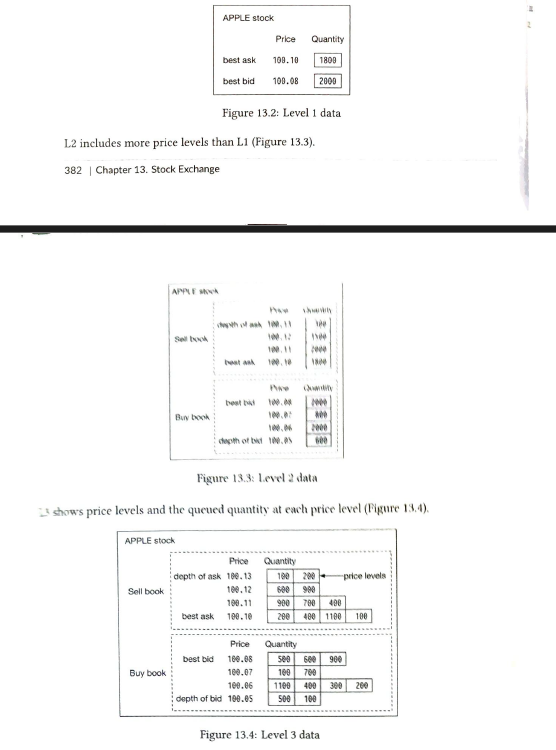 APPLE stock
Price Quantity
best ask 100.10 1800
best bid 100.08 2000
Figure 13.2: Level 1 data
L2 includes more price levels than L1 (Figure 13.3).
382 | Chapter 13. Stock Exchange
APPLE stock
Price Quantity
depth of ask 100.13
Sell book 100.12
100.11 2000
best ask 100.10 1800
Price Quantity
best bid 100.08 2000
Buy book 100.07 800
100.06 2000
depth of bid 100.05 600
Figure 13.3: Level 2 data
L3 shows price levels and the queued quantity at each price level (Figure 13.4).
APPLE stock
Price Quantity
depth of ask 100.13 100 200 price levels
Sell book 100.12 600 900
100.11 900 700 400
best ask 100.10 200 400 1100 100
Price Quantity
best bid 100.08 500 600 900
Buy book 100.07 100 700
100.06 1100 400 300 200
depth of bid 100.05 500 100
Figure 13.4: Level 3 data